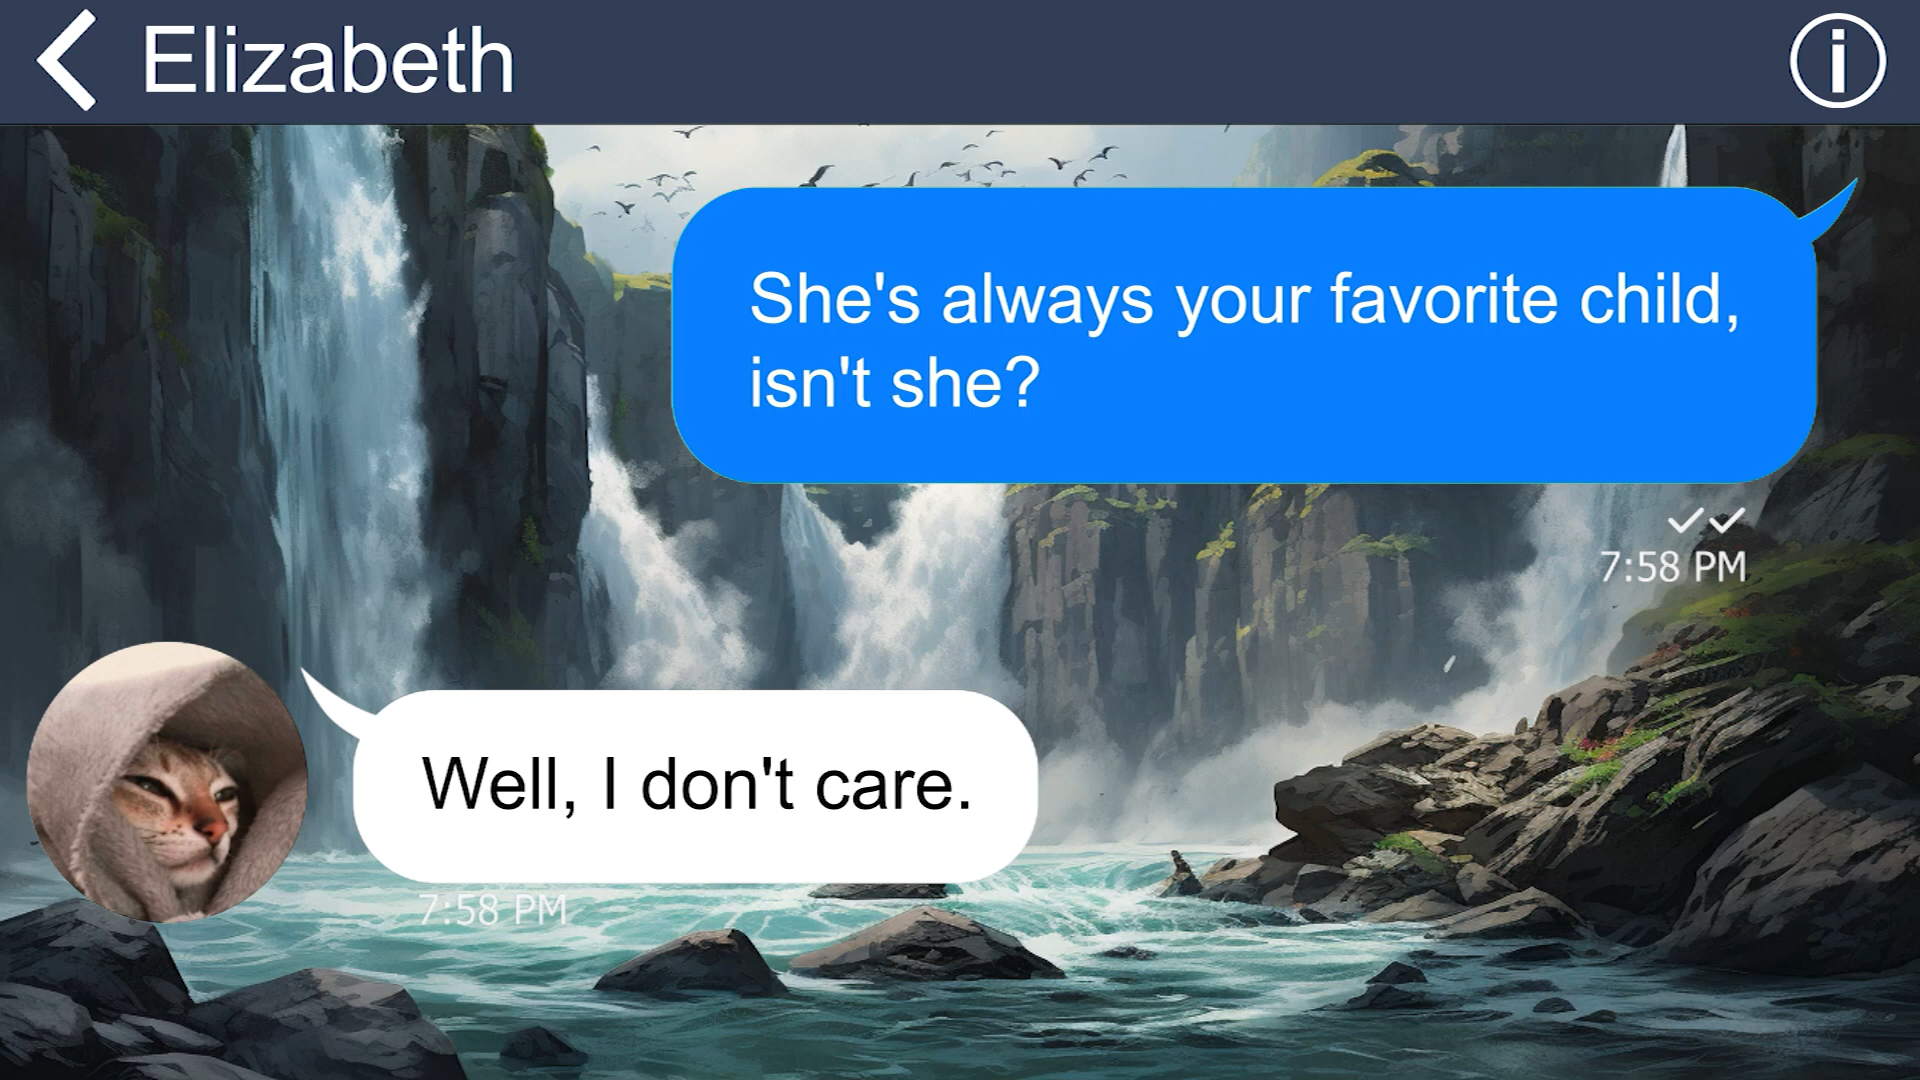 Elizabeth
She's always your favorite child,
isn't she?
7:58 PM
Well, I don't care.
7:58 PM